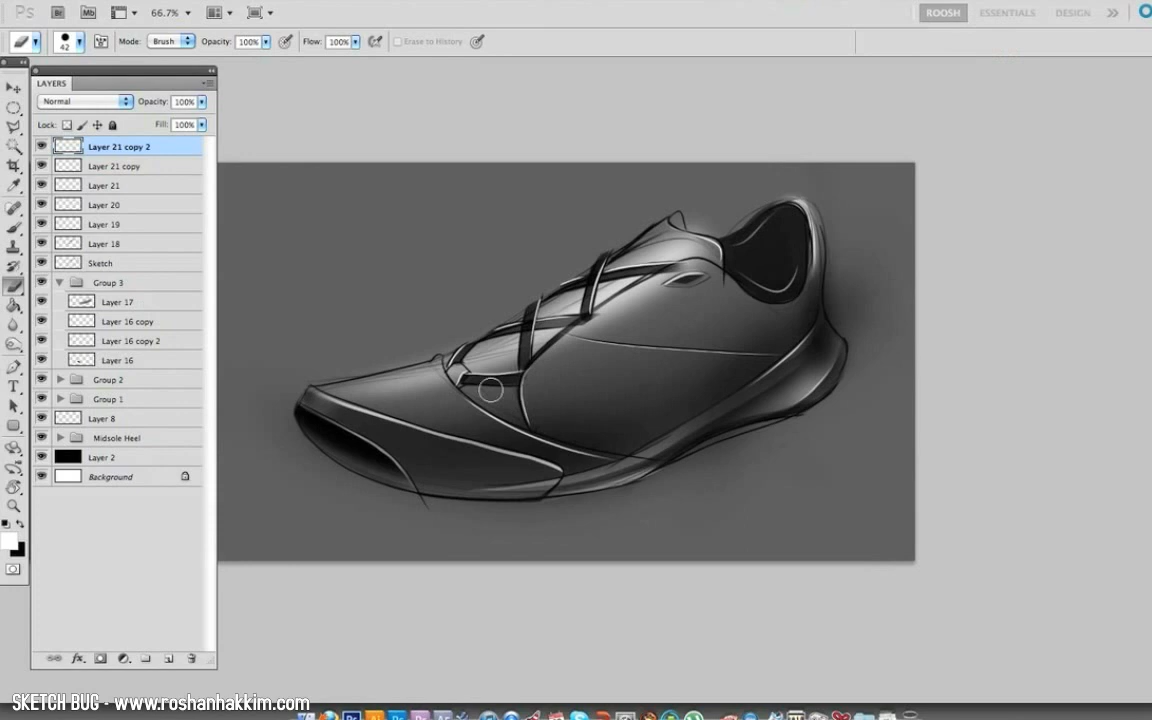 Ps Br Mb 66.7% ROOSH ESSENTIALS DESIGN
42 Mode: Brush Opacity: 100% Flow: 100% Erase to History
LAYERS
Normal Opacity: 100%
Lock: Fill: 100%
Layer 21 copy 2
Layer 21 copy
Layer 21
Layer 20
Layer 19
Layer 18
Sketch
Group 3
Layer 17
Layer 16 copy
Layer 16 copy 2
Layer 16
Group 2
Group 1
Layer 8
Midsole Heel
Layer 2
Background
SKETCH BUG - www.roshanhakkim.com